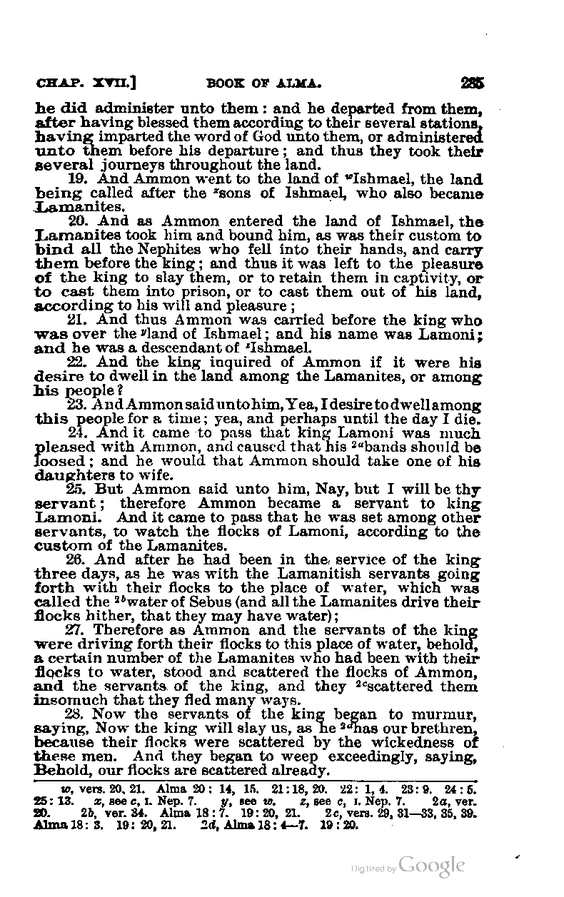 CHAP. XVII.] BOOK OF ALMA. 285
he did administer unto them: and he departed from them,
after having blessed them according to their several stations,
having imparted the word of God unto them, or administered
unto them before his departure; and thus they took their
several journeys throughout the land.
19. And Ammon went to the land of ʷIshmael, the land
being called after the ˣsons of Ishmael, who also became
Lamanites.
20. And as Ammon entered the land of Ishmael, the
Lamanites took him and bound him, as was their custom to
bind all the Nephites who fell into their hands, and carry
them before the king; and thus it was left to the pleasure
of the king to slay them, or to retain them in captivity, or
to cast them into prison, or to cast them out of his land,
according to his will and pleasure;
21. And thus Ammon was carried before the king who
was over the ʸland of Ishmael; and his name was Lamoni;
and he was a descendant of ᶻIshmael.
22. And the king inquired of Ammon if it were his
desire to dwell in the land among the Lamanites, or among
his people?
23. And Ammon said unto him, Yea, I desire to dwell among
this people for a time; yea, and perhaps until the day I die.
24. And it came to pass that king Lamoni was much
pleased with Ammon, and caused that his ²ᵃbands should be
loosed; and he would that Ammon should take one of his
daughters to wife.
25. But Ammon said unto him, Nay, but I will be thy
servant; therefore Ammon became a servant to king
Lamoni. And it came to pass that he was set among other
servants, to watch the flocks of Lamoni, according to the
custom of the Lamanites.
26. And after he had been in the service of the king
three days, as he was with the Lamanitish servants going
forth with their flocks to the place of water, which was
called the ²ᵇwater of Sebus (and all the Lamanites drive their
flocks hither, that they may have water);
27. Therefore as Ammon and the servants of the king
were driving forth their flocks to this place of water, behold,
a certain number of the Lamanites who had been with their
flocks to water, stood and scattered the flocks of Ammon,
and the servants of the king, and they ²ᶜscattered them
insomuch that they fled many ways.
28. Now the servants of the king began to murmur,
saying, Now the king will slay us, as he ²ᵈhas our brethren,
because their flocks were scattered by the wickedness of
these men. And they began to weep exceedingly, saying,
Behold, our flocks are scattered already.
w, vers. 20, 21. Alma 20: 14, 15. 21:18, 20. 22: 1, 4. 23: 9. 24: 5.
25: 13. x, see c, I. Nep. 7. y, see w. z, see c, I. Nep. 7. 2a, ver.
20. 2b, ver. 34. Alma 18: 7. 19: 20, 21. 2c, vers. 29, 31—33, 35, 39.
Alma 18: 3. 19: 20, 21. 2d, Alma 18: 4—7. 19: 20.
Digitized by Google